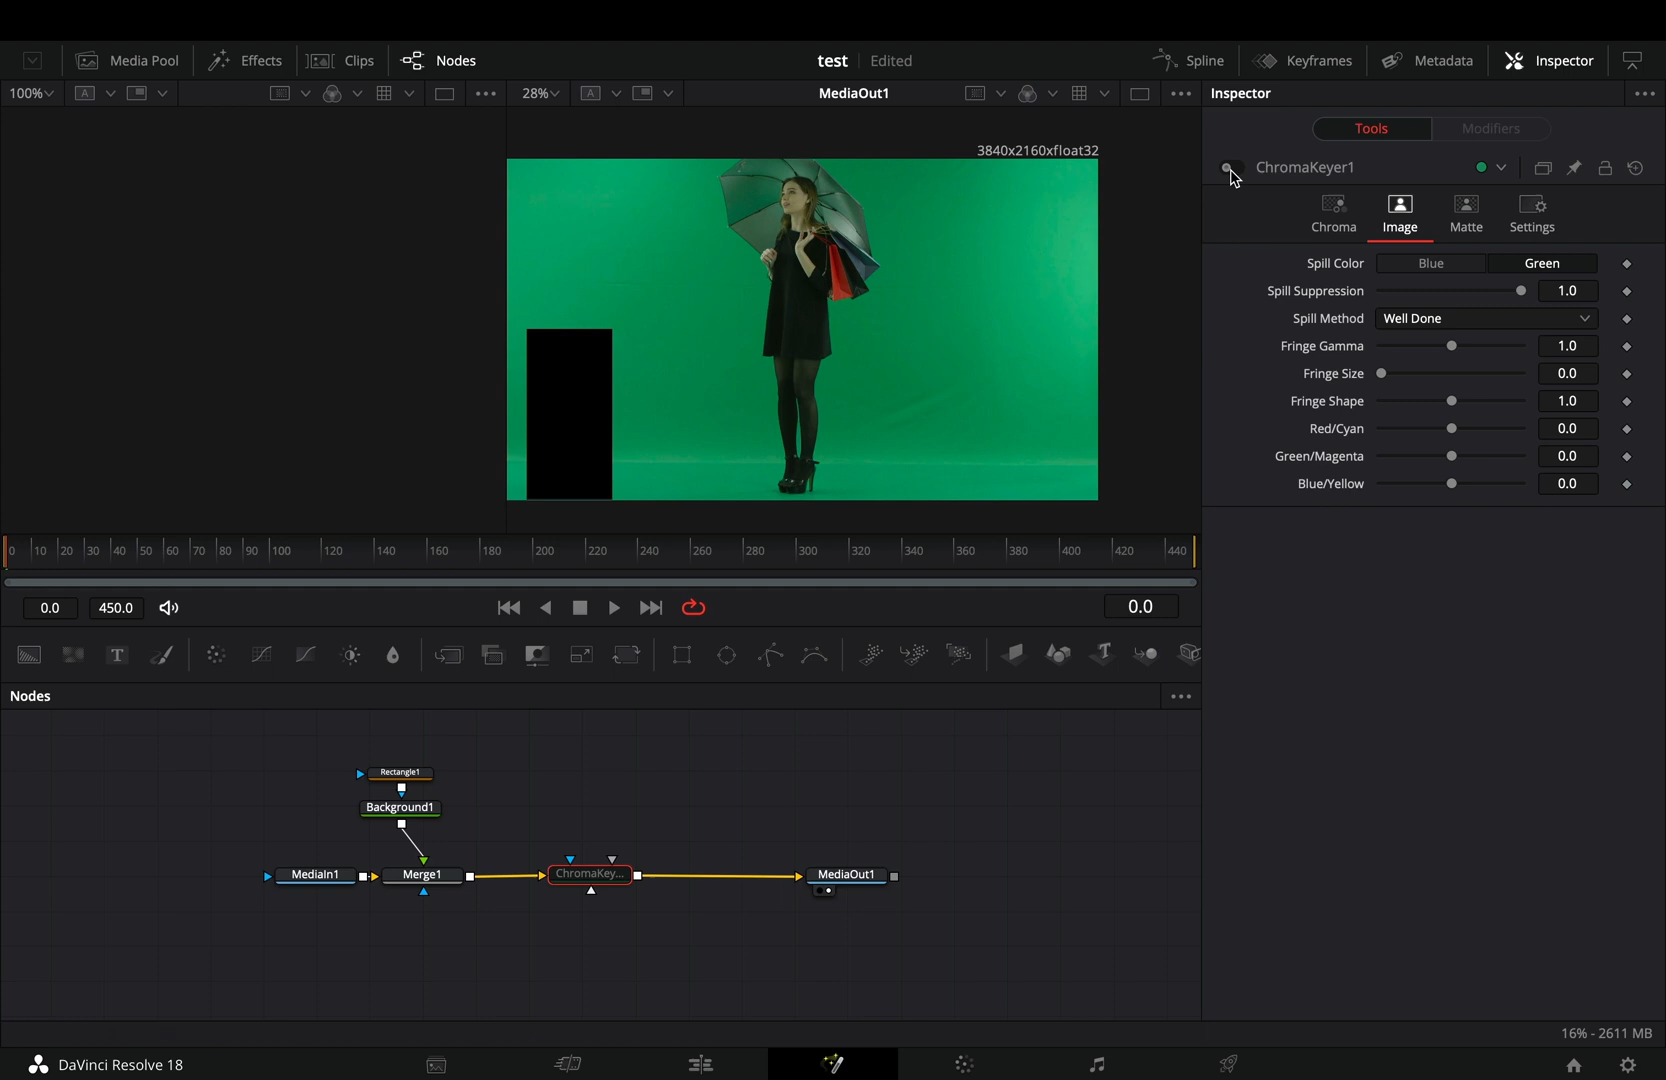 Media Pool Effects Clips Nodes test Edited Spline Keyframes Metadata Inspector
100% A 28% A MediaOut1 Inspector
Tools Modifiers
3840x2160xfloat32
ChromaKeyer1
Chroma Image Matte Settings
Spill Color Blue Green
Spill Suppression 1.0
Spill Method Well Done
Fringe Gamma 1.0
Fringe Size 0.0
Fringe Shape 1.0
Red/Cyan 0.0
Green/Magenta 0.0
Blue/Yellow 0.0
0 10 20 30 40 50 60 70 80 90 100 120 140 160 180 200 220 240 260 280 300 320 340 360 380 400 420 440
0.0 450.0 0.0
T T
Nodes
Rectangle1
Background1
MediaIn1 Merge1 ChromaKey... MediaOut1
16% - 2611 MB
DaVinci Resolve 18